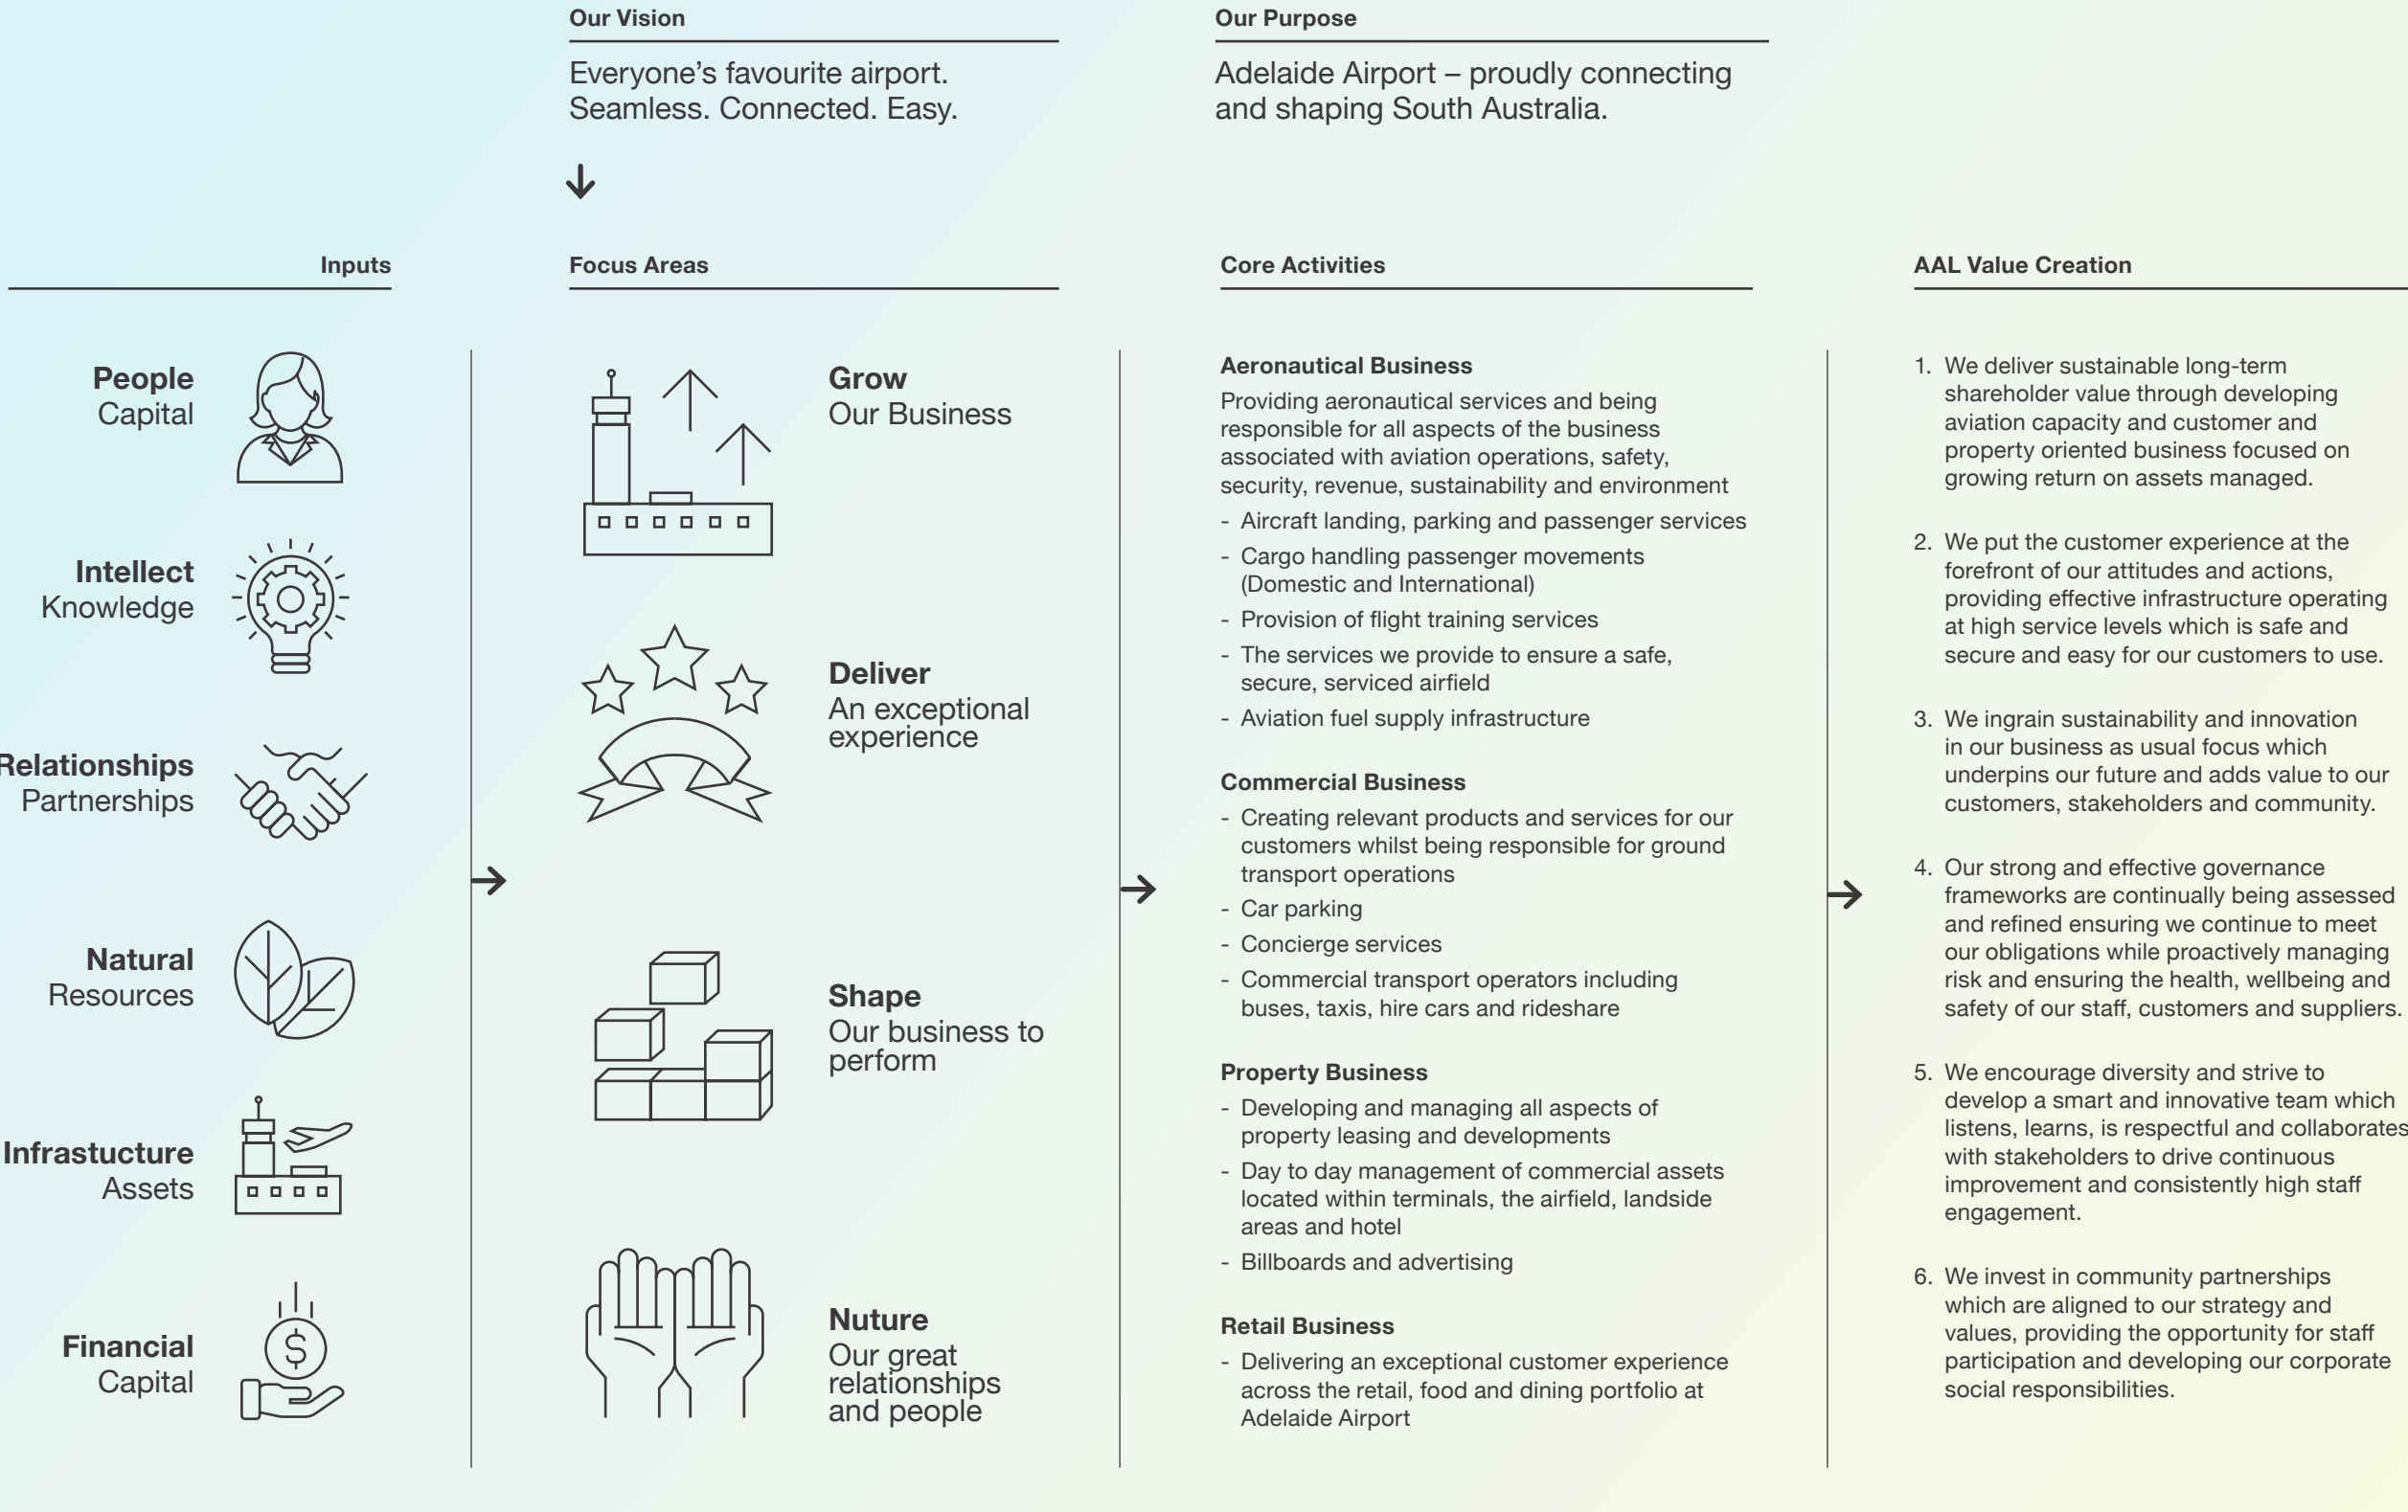 Our Vision
Everyone’s favourite airport.
Seamless. Connected. Easy.
Our Purpose
Adelaide Airport – proudly connecting
and shaping South Australia.
Inputs
People
Capital
Intellect
Knowledge
Relationships
Partnerships
Natural
Resources
Infrastucture
Assets
Financial
Capital
$
Focus Areas
Grow
Our Business
Deliver
An exceptional
experience
Shape
Our business to
perform
Nuture
Our great
relationships
and people
Core Activities
Aeronautical Business
Providing aeronautical services and being
responsible for all aspects of the business
associated with aviation operations, safety,
security, revenue, sustainability and environment
- Aircraft landing, parking and passenger services
- Cargo handling passenger movements
(Domestic and International)
- Provision of flight training services
- The services we provide to ensure a safe,
secure, serviced airfield
- Aviation fuel supply infrastructure
Commercial Business
- Creating relevant products and services for our
customers whilst being responsible for ground
transport operations
- Car parking
- Concierge services
- Commercial transport operators including
buses, taxis, hire cars and rideshare
Property Business
- Developing and managing all aspects of
property leasing and developments
- Day to day management of commercial assets
located within terminals, the airfield, landside
areas and hotel
- Billboards and advertising
Retail Business
- Delivering an exceptional customer experience
across the retail, food and dining portfolio at
Adelaide Airport
AAL Value Creation
1. We deliver sustainable long-term
shareholder value through developing
aviation capacity and customer and
property oriented business focused on
growing return on assets managed.
2. We put the customer experience at the
forefront of our attitudes and actions,
providing effective infrastructure operating
at high service levels which is safe and
secure and easy for our customers to use.
3. We ingrain sustainability and innovation
in our business as usual focus which
underpins our future and adds value to our
customers, stakeholders and community.
4. Our strong and effective governance
frameworks are continually being assessed
and refined ensuring we continue to meet
our obligations while proactively managing
risk and ensuring the health, wellbeing and
safety of our staff, customers and suppliers.
5. We encourage diversity and strive to
develop a smart and innovative team which
listens, learns, is respectful and collaborates
with stakeholders to drive continuous
improvement and consistently high staff
engagement.
6. We invest in community partnerships
which are aligned to our strategy and
values, providing the opportunity for staff
participation and developing our corporate
social responsibilities.